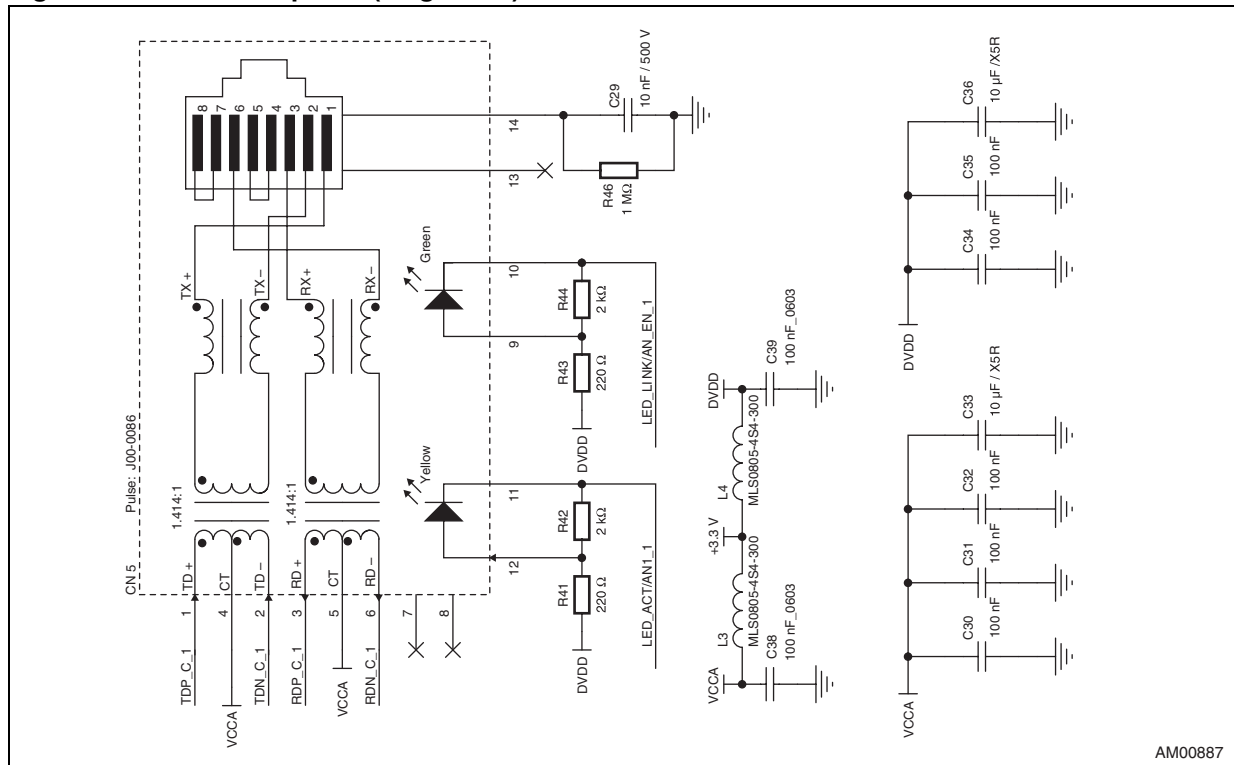 CN 5
Pulse: J00-0086
TDP_C_1
1
TD +
VCCA
4
CT
TDN_C_1
2
TD –
RDP_C_1
3
RD +
VCCA
5
CT
RDN_C_1
6
RD –
7
8
1.414:1
1.414:1
TX +
TX –
RX+
RX –
8
7
6
5
4
3
2
1
14
13
C29
10 nF / 500 V
R46
1 MΩ
Yellow
12
11
DVDD
R41
220 Ω
R42
2 kΩ
LED_ACT/AN1_1
Green
9
10
DVDD
R43
220 Ω
R44
2 kΩ
LED_LINK/AN_EN_1
VCCA
L3
MLS0805-4S4-300
+3.3 V
L4
MLS0805-4S4-300
DVDD
C38
100 nF_0603
C39
100 nF_0603
VCCA
C30
100 nF
C31
100 nF
C32
100 nF
C33
10 µF / X5R
DVDD
C34
100 nF
C35
100 nF
C36
10 µF /X5R
AM00887